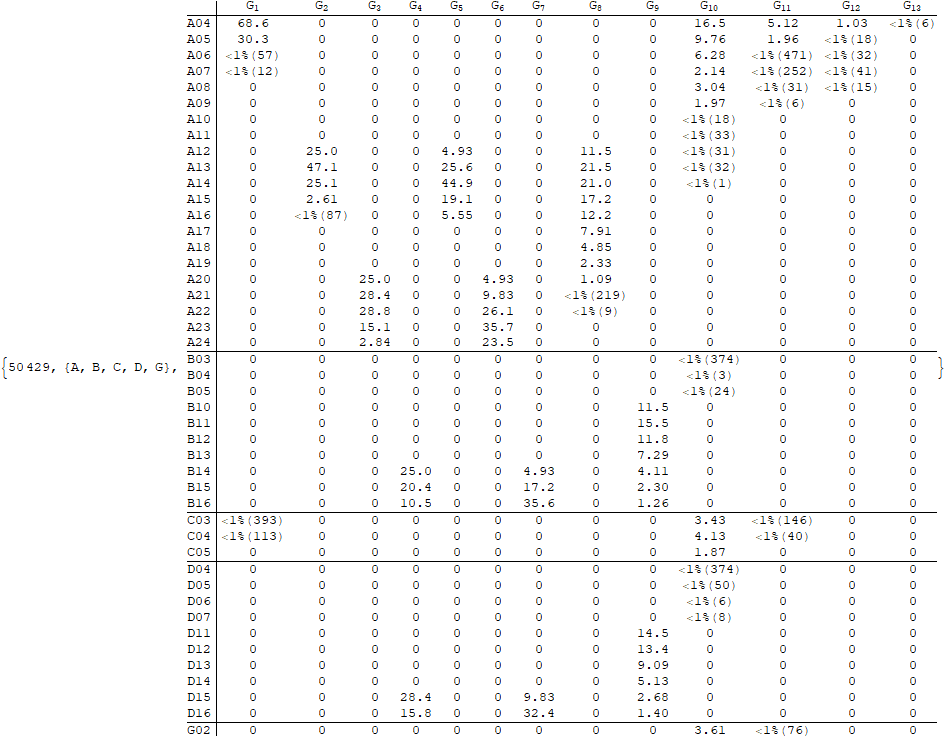 G1 G2 G3 G4 G5 G6 G7 G8 G9 G10 G11 G12 G13
A04 68.6 0 0 0 0 0 0 0 0 16.5 5.12 1.03 <1%(6)
A05 30.3 0 0 0 0 0 0 0 0 9.76 1.96 <1%(18) 0
A06 <1%(57) 0 0 0 0 0 0 0 0 6.28 <1%(471) <1%(32) 0
A07 <1%(12) 0 0 0 0 0 0 0 0 2.14 <1%(252) <1%(41) 0
A08 0 0 0 0 0 0 0 0 0 3.04 <1%(31) <1%(15) 0
A09 0 0 0 0 0 0 0 0 0 1.97 <1%(6) 0 0
A10 0 0 0 0 0 0 0 0 0 <1%(18) 0 0 0
A11 0 0 0 0 0 0 0 0 0 <1%(33) 0 0 0
A12 0 25.0 0 0 4.93 0 0 11.5 0 <1%(31) 0 0 0
A13 0 47.1 0 0 25.6 0 0 21.5 0 <1%(32) 0 0 0
A14 0 25.1 0 0 44.9 0 0 21.0 0 <1%(1) 0 0 0
A15 0 2.61 0 0 19.1 0 0 17.2 0 0 0 0 0
A16 0 <1%(87) 0 0 5.55 0 0 12.2 0 0 0 0 0
A17 0 0 0 0 0 0 0 7.91 0 0 0 0 0
A18 0 0 0 0 0 0 0 4.85 0 0 0 0 0
A19 0 0 0 0 0 0 0 2.33 0 0 0 0 0
A20 0 0 25.0 0 0 4.93 0 1.09 0 0 0 0 0
A21 0 0 28.4 0 0 9.83 0 <1%(219) 0 0 0 0 0
A22 0 0 28.8 0 0 26.1 0 <1%(9) 0 0 0 0 0
A23 0 0 15.1 0 0 35.7 0 0 0 0 0 0 0
A24 0 0 2.84 0 0 23.5 0 0 0 0 0 0 0
B03 0 0 0 0 0 0 0 0 0 <1%(374) 0 0 0
{50 429, {A, B, C, D, G}, }
B04 0 0 0 0 0 0 0 0 0 <1%(3) 0 0 0
B05 0 0 0 0 0 0 0 0 0 <1%(24) 0 0 0
B10 0 0 0 0 0 0 0 0 11.5 0 0 0 0
B11 0 0 0 0 0 0 0 0 15.5 0 0 0 0
B12 0 0 0 0 0 0 0 0 11.8 0 0 0 0
B13 0 0 0 0 0 0 0 0 7.29 0 0 0 0
B14 0 0 0 25.0 0 0 4.93 0 4.11 0 0 0 0
B15 0 0 0 20.4 0 0 17.2 0 2.30 0 0 0 0
B16 0 0 0 10.5 0 0 35.6 0 1.26 0 0 0 0
C03 <1%(393) 0 0 0 0 0 0 0 0 3.43 <1%(146) 0 0
C04 <1%(113) 0 0 0 0 0 0 0 0 4.13 <1%(40) 0 0
C05 0 0 0 0 0 0 0 0 0 1.87 0 0 0
D04 0 0 0 0 0 0 0 0 0 <1%(374) 0 0 0
D05 0 0 0 0 0 0 0 0 0 <1%(50) 0 0 0
D06 0 0 0 0 0 0 0 0 0 <1%(6) 0 0 0
D07 0 0 0 0 0 0 0 0 0 <1%(8) 0 0 0
D11 0 0 0 0 0 0 0 0 14.5 0 0 0 0
D12 0 0 0 0 0 0 0 0 13.4 0 0 0 0
D13 0 0 0 0 0 0 0 0 9.09 0 0 0 0
D14 0 0 0 0 0 0 0 0 5.13 0 0 0 0
D15 0 0 0 28.4 0 0 9.83 0 2.68 0 0 0 0
D16 0 0 0 15.8 0 0 32.4 0 1.40 0 0 0 0
G02 0 0 0 0 0 0 0 0 0 3.61 <1%(76) 0 0